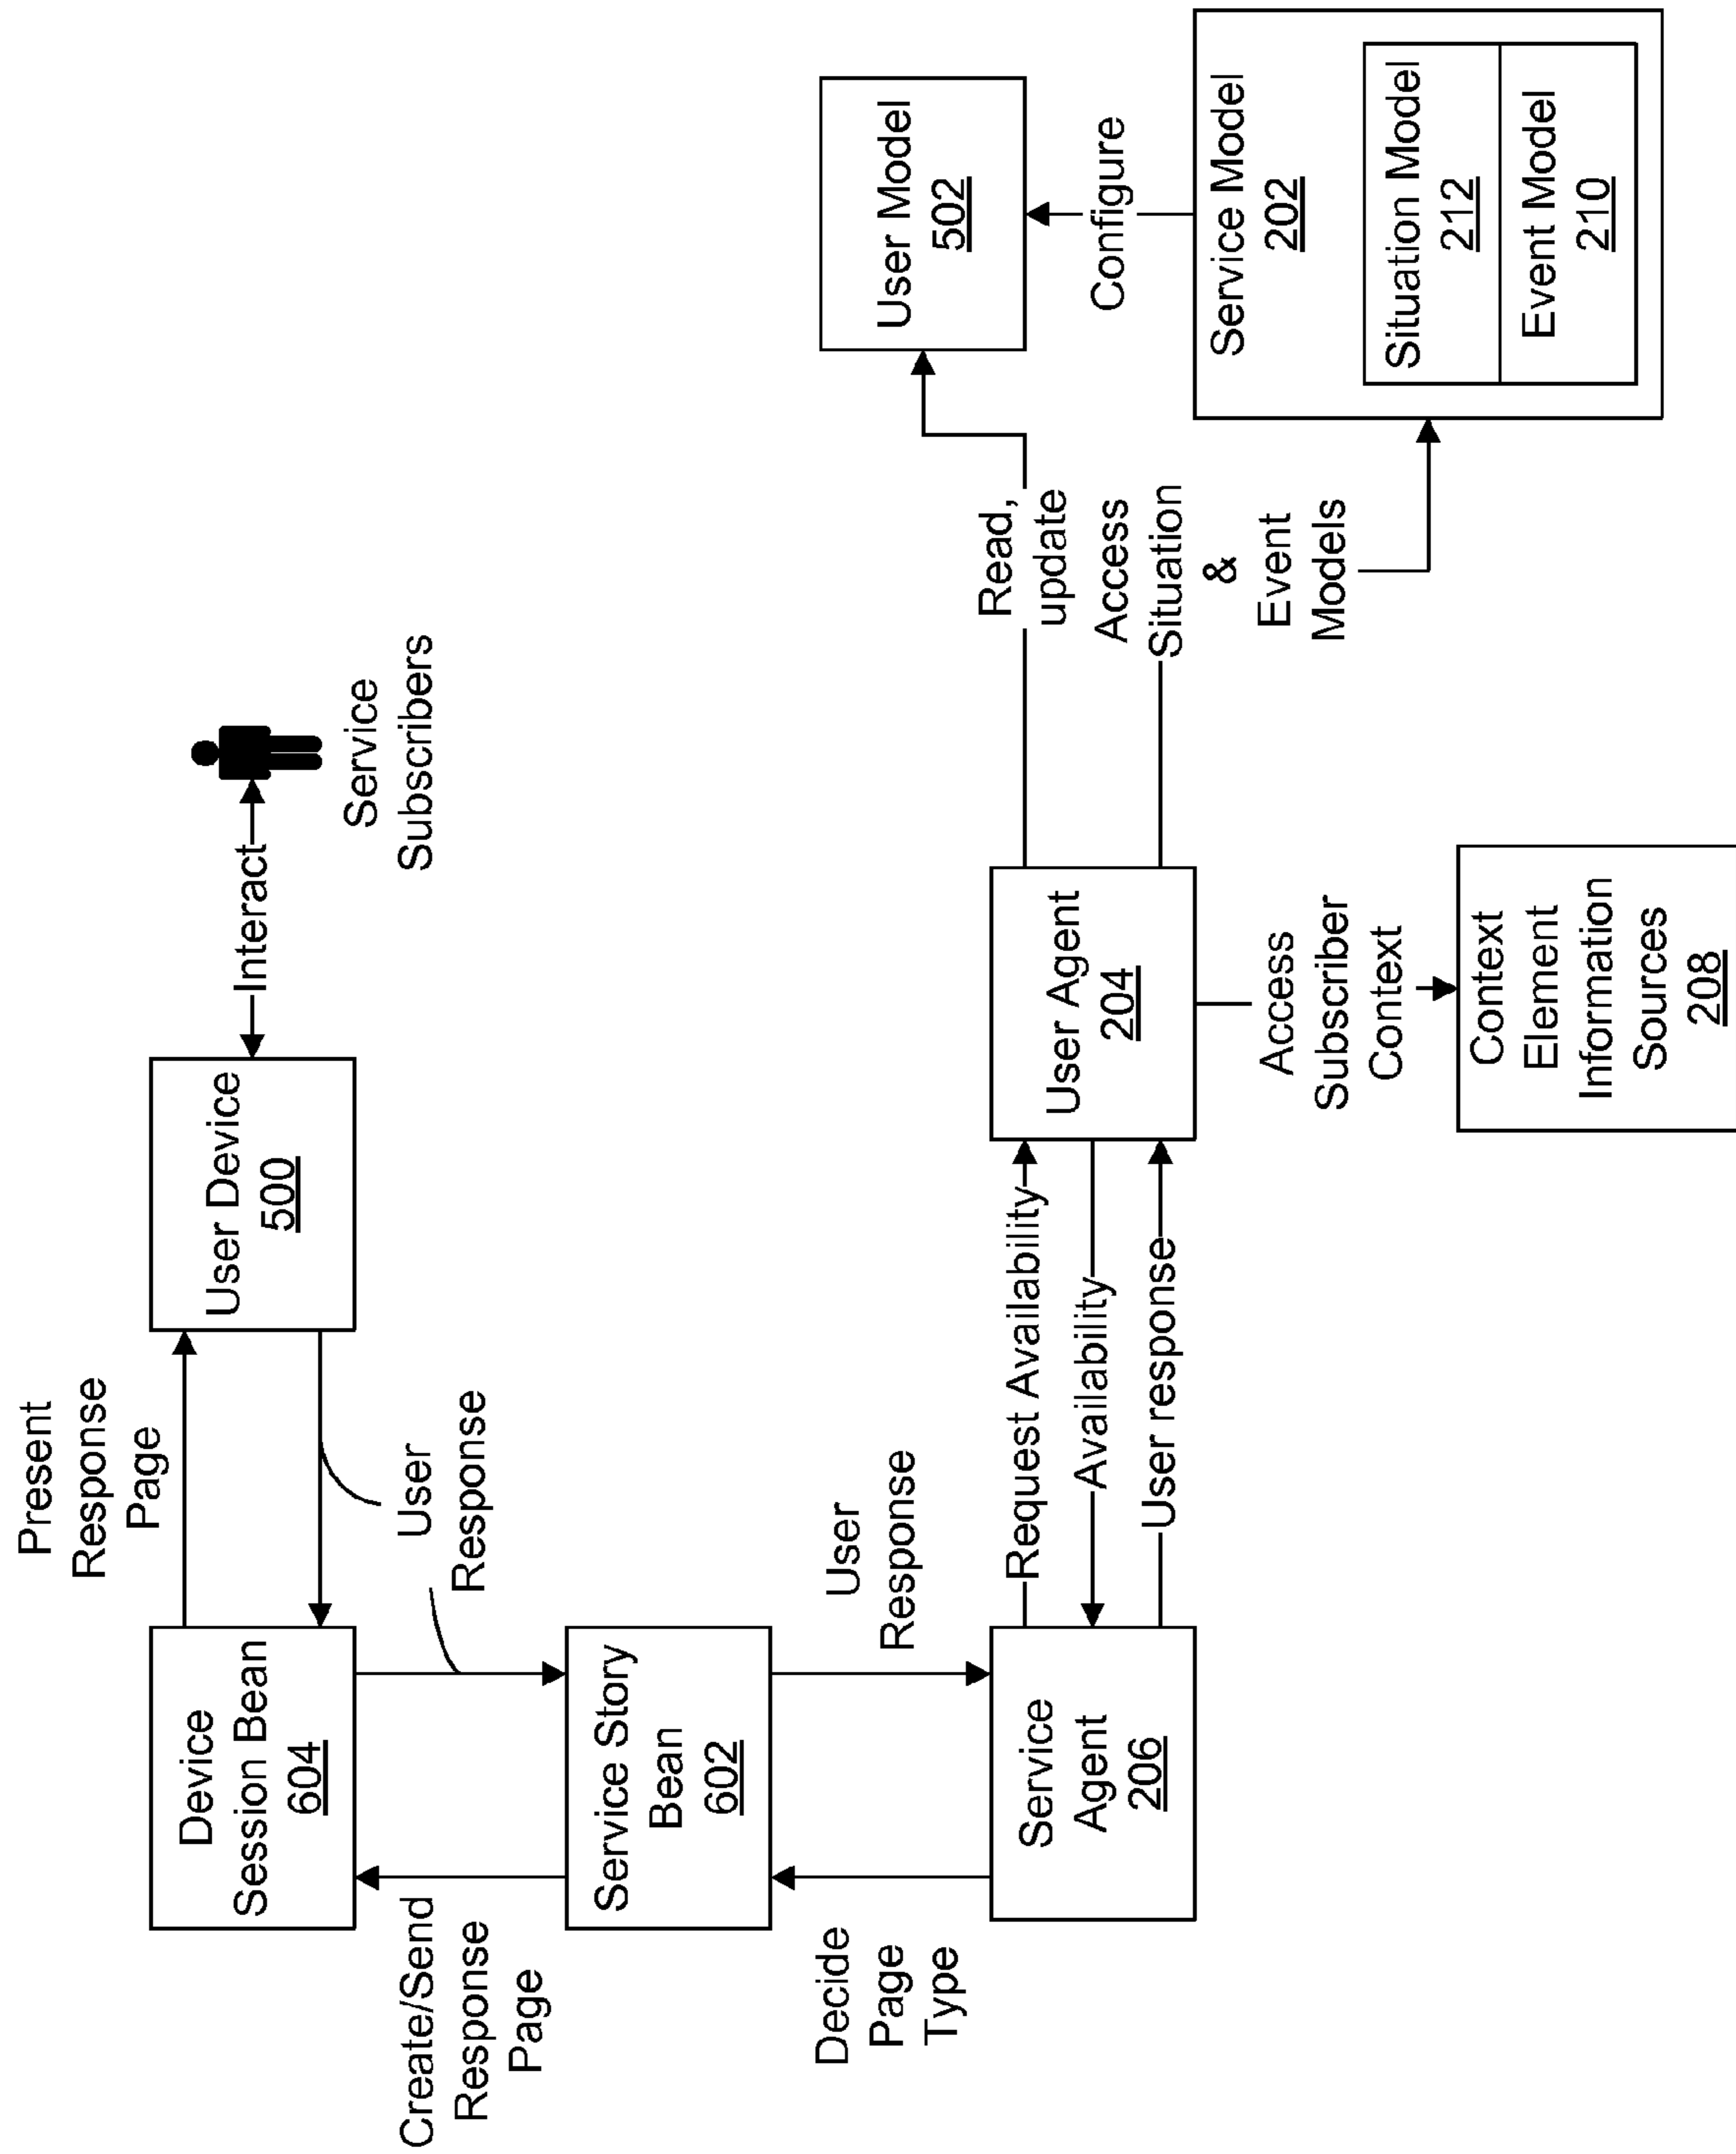 Present
Response
Page
Device
Session Bean
604
User Device
500
Interact
Service
Subscribers
User
Response
Create/Send
Response
Page
Service Story
Bean
602
User
Response
Decide
Page
Type
Service
Agent
206
Request Availability
Availability
User response
User Agent
204
Read,
update
Access
Situation
&
Event
Models
User Model
502
Configure
Service Model
202
Situation Model
212
Event Model
210
Access
Subscriber
Context
Context
Element
Information
Sources
208